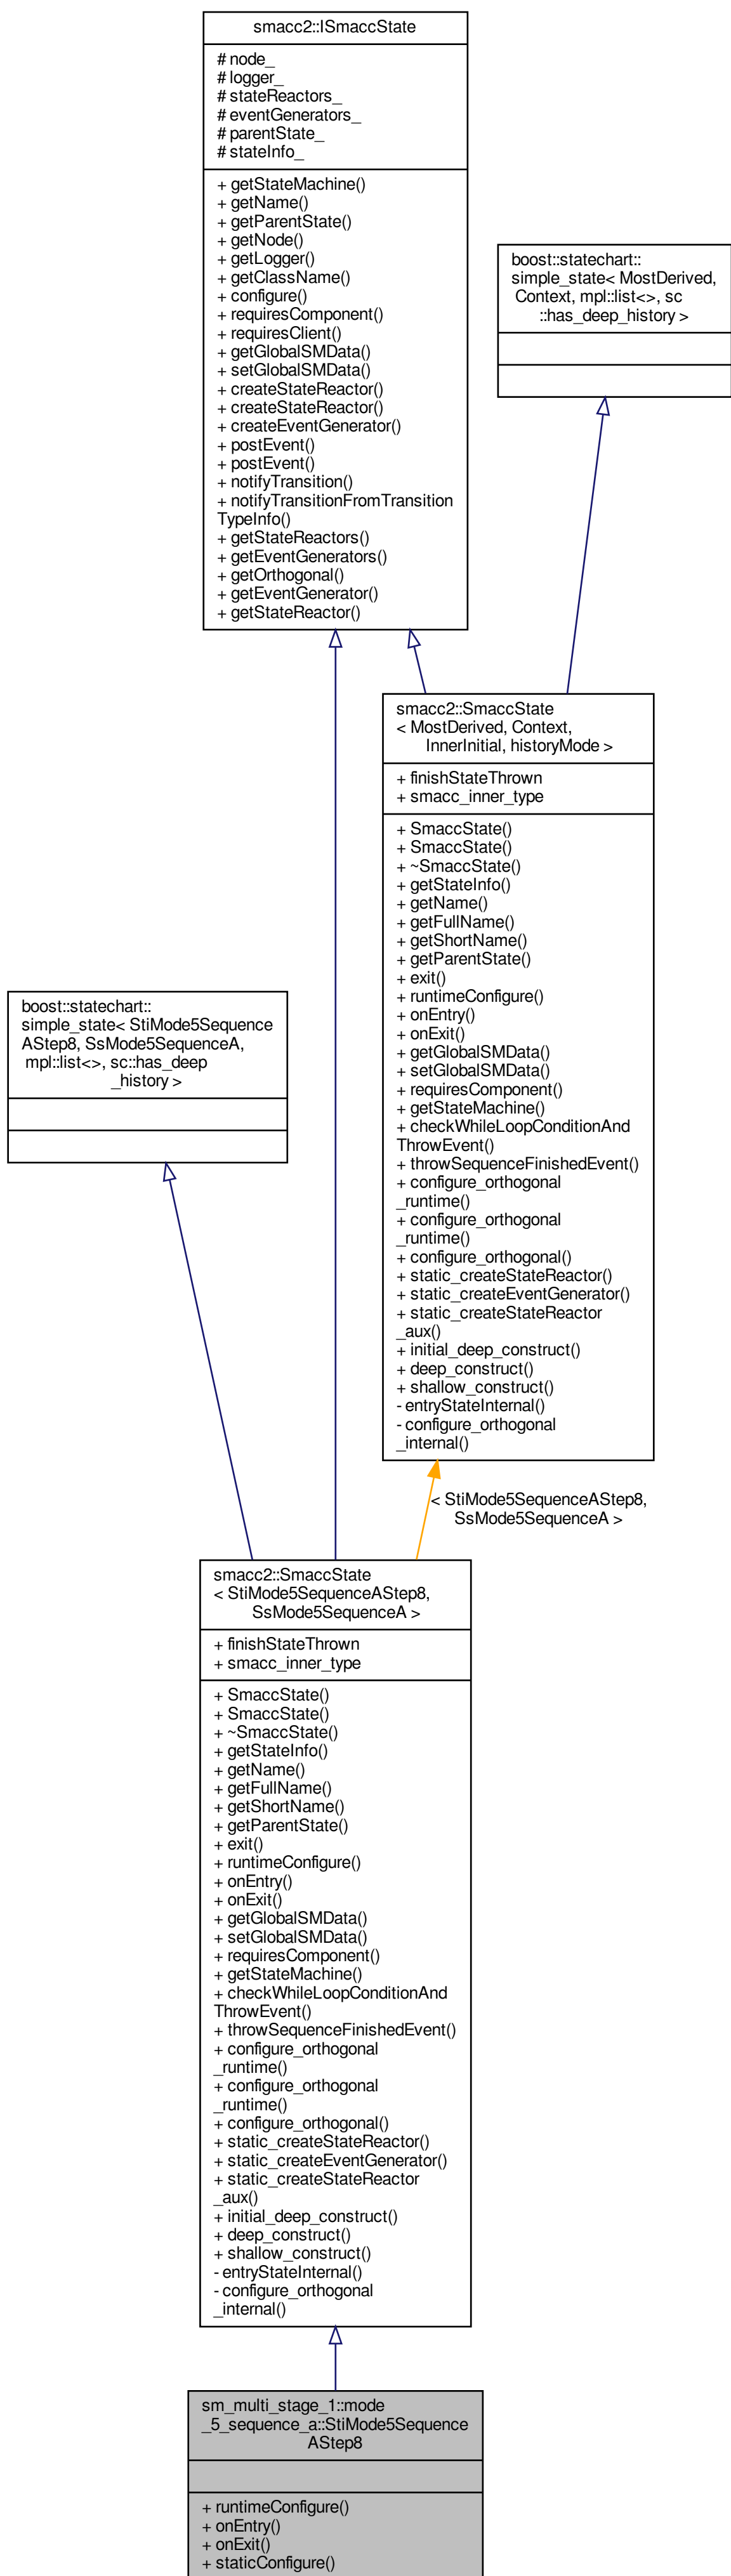 smacc2::ISmaccState
# node_
# logger_
# stateReactors_
# eventGenerators_
# parentState_
# stateInfo_
+ getStateMachine()
+ getName()
+ getParentState()
+ getNode()
+ getLogger()
+ getClassName()
+ configure()
+ requiresComponent()
+ requiresClient()
+ getGlobalSMData()
+ setGlobalSMData()
+ createStateReactor()
+ createStateReactor()
+ createEventGenerator()
+ postEvent()
+ postEvent()
+ notifyTransition()
+ notifyTransitionFromTransition
TypeInfo()
+ getStateReactors()
+ getEventGenerators()
+ getOrthogonal()
+ getEventGenerator()
+ getStateReactor()
boost::statechart::
simple_state< MostDerived,
Context, mpl::list<>, sc
::has_deep_history >
smacc2::SmaccState
< MostDerived, Context,
InnerInitial, historyMode >
+ finishStateThrown
+ smacc_inner_type
+ SmaccState()
+ SmaccState()
+ ~SmaccState()
+ getStateInfo()
+ getName()
+ getFullName()
+ getShortName()
+ getParentState()
+ exit()
+ runtimeConfigure()
+ onEntry()
+ onExit()
+ getGlobalSMData()
+ setGlobalSMData()
+ requiresComponent()
+ getStateMachine()
+ checkWhileLoopConditionAnd
ThrowEvent()
+ throwSequenceFinishedEvent()
+ configure_orthogonal
_runtime()
+ configure_orthogonal
_runtime()
+ configure_orthogonal()
+ static_createStateReactor()
+ static_createEventGenerator()
+ static_createStateReactor
_aux()
+ initial_deep_construct()
+ deep_construct()
+ shallow_construct()
- entryStateInternal()
- configure_orthogonal
_internal()
boost::statechart::
simple_state< StiMode5Sequence
AStep8, SsMode5SequenceA,
mpl::list<>, sc::has_deep
_history >
< StiMode5SequenceAStep8,
SsMode5SequenceA >
smacc2::SmaccState
< StiMode5SequenceAStep8,
SsMode5SequenceA >
+ finishStateThrown
+ smacc_inner_type
+ SmaccState()
+ SmaccState()
+ ~SmaccState()
+ getStateInfo()
+ getName()
+ getFullName()
+ getShortName()
+ getParentState()
+ exit()
+ runtimeConfigure()
+ onEntry()
+ onExit()
+ getGlobalSMData()
+ setGlobalSMData()
+ requiresComponent()
+ getStateMachine()
+ checkWhileLoopConditionAnd
ThrowEvent()
+ throwSequenceFinishedEvent()
+ configure_orthogonal
_runtime()
+ configure_orthogonal
_runtime()
+ configure_orthogonal()
+ static_createStateReactor()
+ static_createEventGenerator()
+ static_createStateReactor
_aux()
+ initial_deep_construct()
+ deep_construct()
+ shallow_construct()
- entryStateInternal()
- configure_orthogonal
_internal()
sm_multi_stage_1::mode
_5_sequence_a::StiMode5Sequence
AStep8
+ runtimeConfigure()
+ onEntry()
+ onExit()
+ staticConfigure()